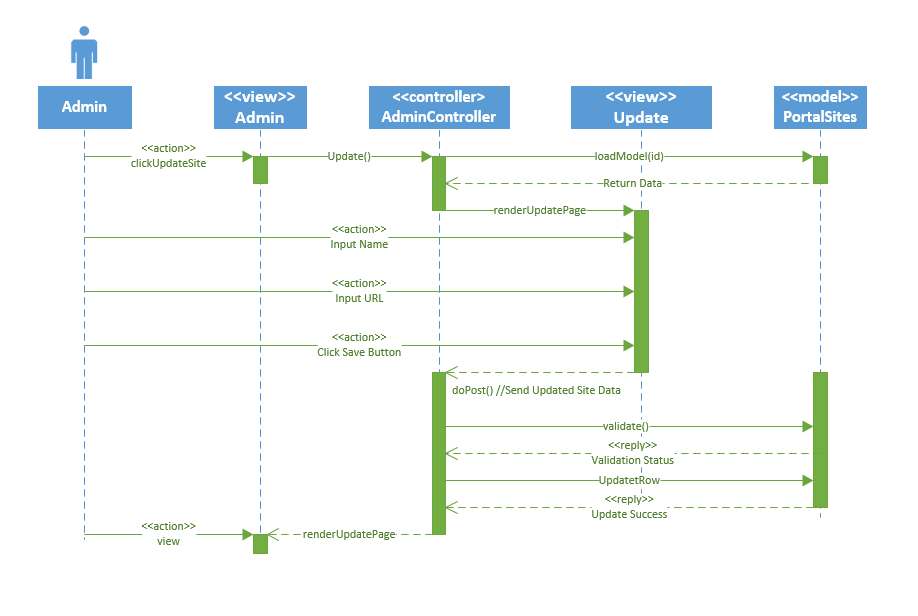 Admin
<<view>>
Admin
<<controller>
AdminController
<<view>>
Update
<<model>>
PortalSites
<<action>>
clickUpdateSite
Update()
loadModel(id)
Return Data
renderUpdatePage
<<action>>
Input Name
<<action>>
Input URL
<<action>>
Click Save Button
doPost() //Send Updated Site Data
validate()
<<reply>>
Validation Status
UpdatetRow
<<reply>>
Update Success
<<action>>
view
renderUpdatePage